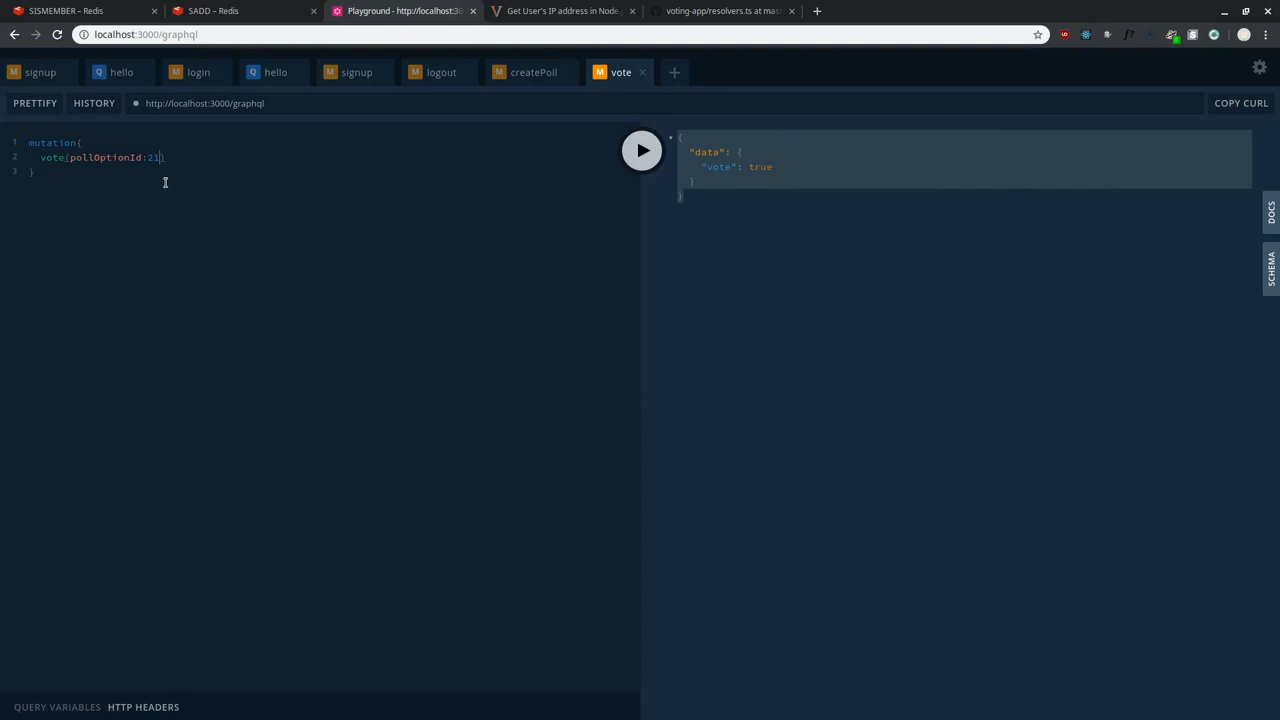 SISMEMBER – Redis
SADD – Redis
Playground - http://localhost:30
Get User's IP address in Node.
voting-app/resolvers.ts at mas
localhost:3000/graphql
M signup
Q hello
M login
Q hello
M signup
M logout
M createPoll
M vote
PRETTIFY
HISTORY
http://localhost:3000/graphql
COPY CURL
1 mutation{
2 vote(pollOptionId:21)
3 }
{
"data": {
"vote": true
}
}
DOCS
SCHEMA
QUERY VARIABLES
HTTP HEADERS